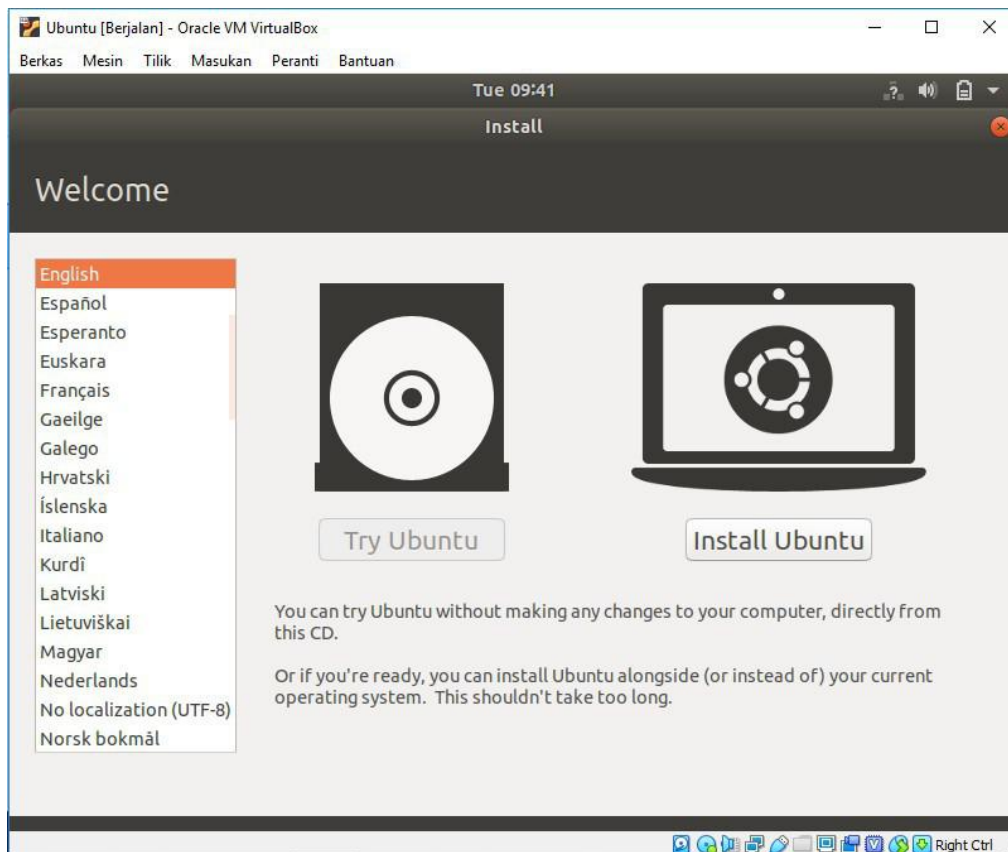 Ubuntu [Berjalan] - Oracle VM VirtualBox
Berkas Mesin Tilik Masukan Peranti Bantuan
Tue 09:41
Install
Welcome
English
Español
Esperanto
Euskara
Français
Gaeilge
Galego
Hrvatski
Íslenska
Italiano
Kurdî
Latviski
Lietuviškai
Magyar
Nederlands
No localization (UTF-8)
Norsk bokmål
Try Ubuntu
Install Ubuntu
You can try Ubuntu without making any changes to your computer, directly from
this CD.
Or if you're ready, you can install Ubuntu alongside (or instead of) your current
operating system. This shouldn't take too long.
Right Ctrl